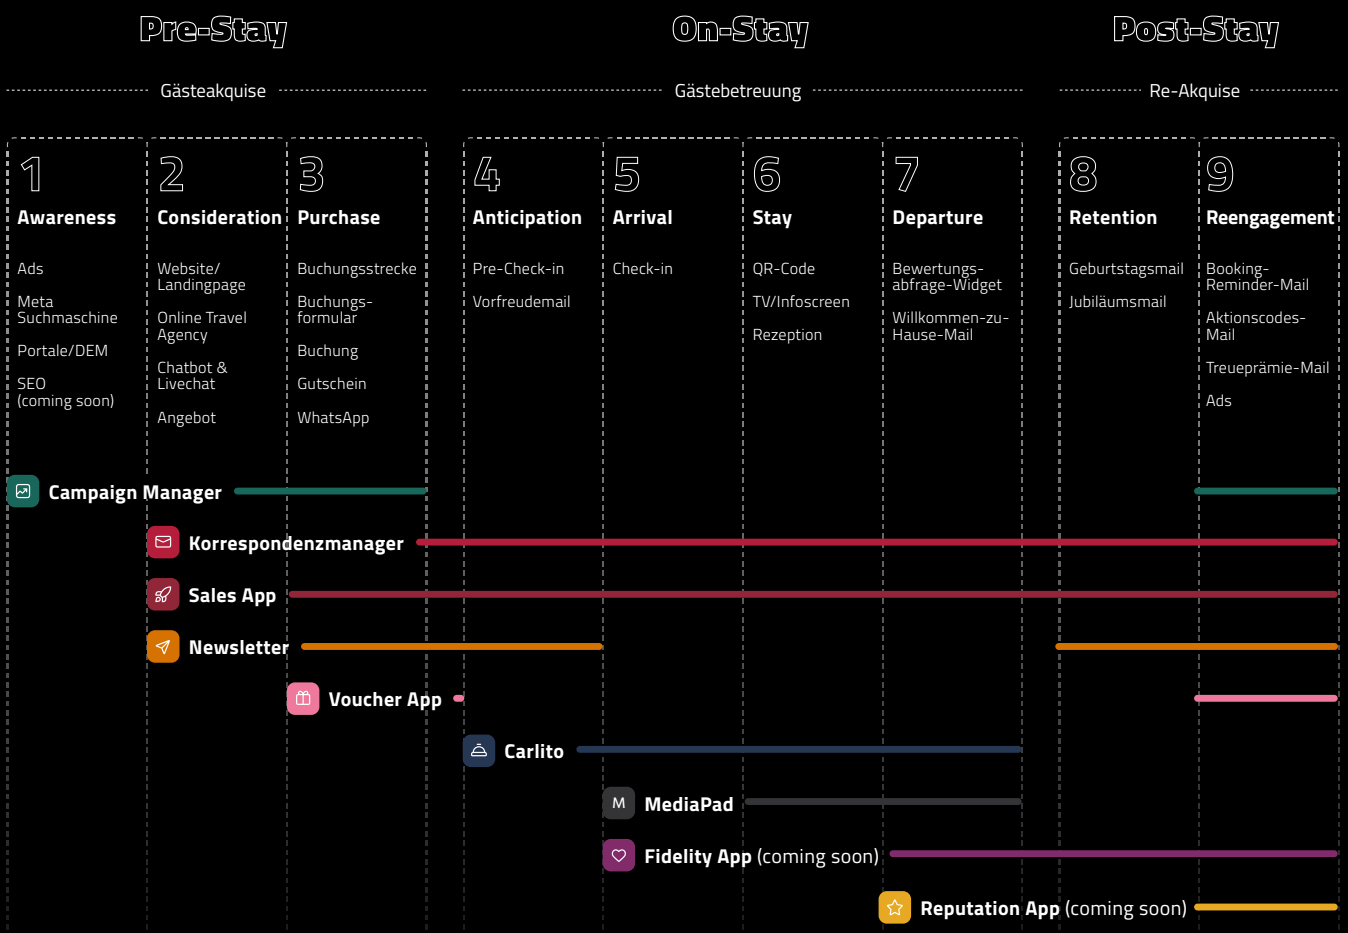 Pre-Stay
On-Stay
Post-Stay
Gästeakquise
Gästebetreuung
Re-Akquise
1
Awareness
Ads
Meta
Suchmaschine
Portale/DEM
SEO
(coming soon)
2
Consideration
Website/
Landingpage
Online Travel
Agency
Chatbot &
Livechat
Angebot
3
Purchase
Buchungsstrecke
Buchungs-
formular
Buchung
Gutschein
WhatsApp
4
Anticipation
Pre-Check-in
Vorfreudemail
5
Arrival
Check-in
6
Stay
QR-Code
TV/Infoscreen
Rezeption
7
Departure
Bewertungs-
abfrage-Widget
Willkommen-zu-
Hause-Mail
8
Retention
Geburtstagsmail
Jubiläumsmail
9
Reengagement
Booking-
Reminder-Mail
Aktionscodes-
Mail
Treueprämie-Mail
Ads
Campaign Manager
Korrespondenzmanager
Sales App
Newsletter
Voucher App
Carlito
M MediaPad
Fidelity App (coming soon)
Reputation App (coming soon)